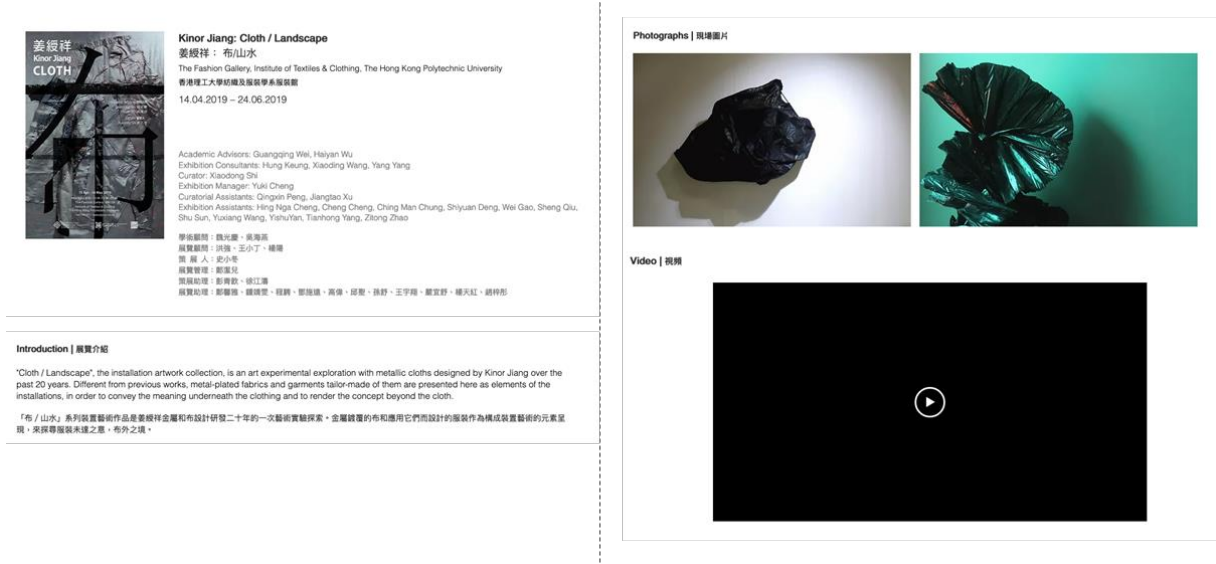 姜綬祥
Kinor Jiang
CLOTH
布
Kinor Jiang: Cloth / Landscape
姜綬祥： 布/山水
The Fashion Gallery, Institute of Textiles & Clothing, The Hong Kong Polytechnic University
香港理工大學紡織及服裝學系服裝館
14.04.2019 – 24.06.2019
Academic Advisors: Guangqing Wei, Haiyan Wu
Exhibition Consultants: Hung Keung, Xiaoding Wang, Yang Yang
Curator: Xiaodong Shi
Exhibition Manager: Yuki Cheng
Curatorial Assistants: Qingxin Peng, Jiangtao Xu
Exhibition Assistants: Hing Nga Cheng, Cheng Cheng, Ching Man Chung, Shiyuan Deng, Wei Gao, Sheng Qiu,
Shu Sun, Yuxiang Wang, YishuYan, Tianhong Yang, Zitong Zhao
學術顧問：魏光慶、吳海燕
展覽顧問：洪強、王小丁、楊陽
策 展 人：史小冬
展覽管理：鄭潔兒
策展助理：彭青歆、徐江濤
Introduction | 展覽介紹
"Cloth / Landscape", the installation artwork collection, is an art experimental exploration with metallic cloths designed by Kinor Jiang over the
past 20 years. Different from previous works, metal-plated fabrics and garments tailor-made of them are presented here as elements of the
installations, in order to convey the meaning underneath the clothing and to render the concept beyond the cloth.
「布 / 山水」系列裝置藝術作品是姜綬祥金屬和布設計研發二十年的一次藝術實驗探索。金屬鍍覆的布和應用它們而設計的服裝作為構成裝置藝術的元素呈
現，來探尋服裝未達之意，布外之境。
Photographs | 現場圖片
Video | 視頻